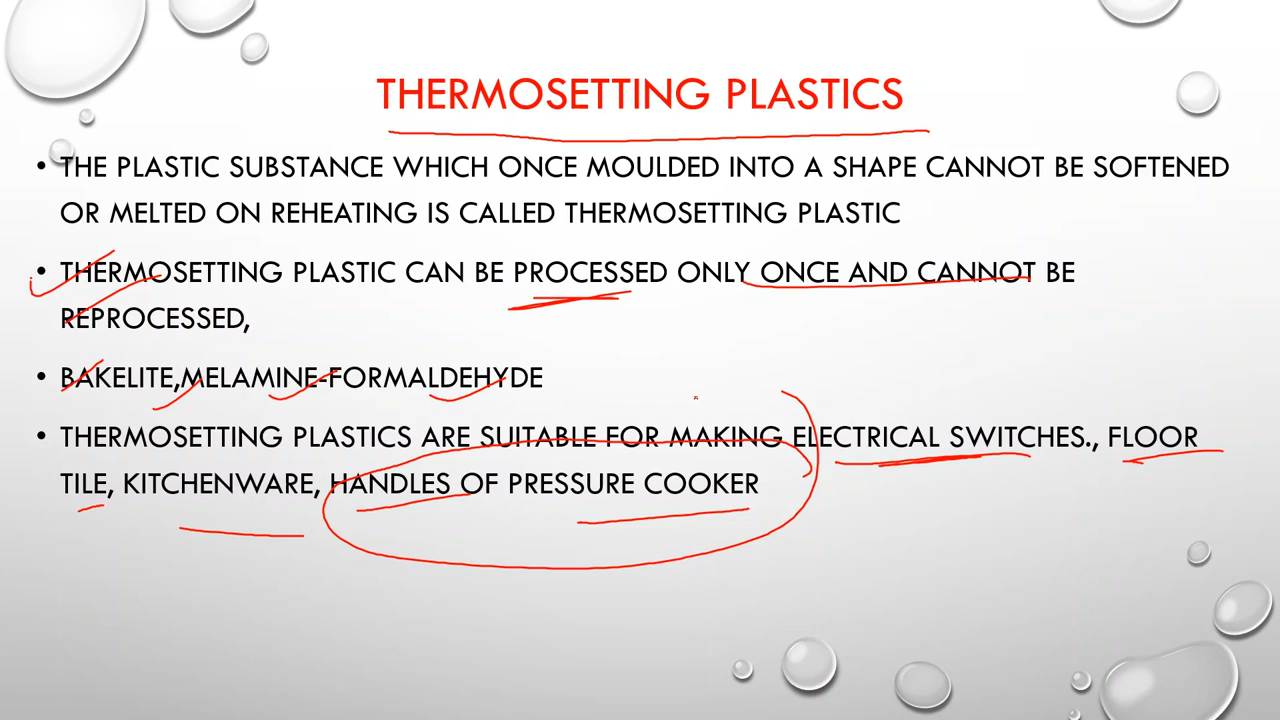 THERMOSETTING PLASTICS
• THE PLASTIC SUBSTANCE WHICH ONCE MOULDED INTO A SHAPE CANNOT BE SOFTENED
OR MELTED ON REHEATING IS CALLED THERMOSETTING PLASTIC
• THERMOSETTING PLASTIC CAN BE PROCESSED ONLY ONCE AND CANNOT BE
REPROCESSED,
• BAKELITE,MELAMINE-FORMALDEHYDE
• THERMOSETTING PLASTICS ARE SUITABLE FOR MAKING ELECTRICAL SWITCHES., FLOOR
TILE, KITCHENWARE, HANDLES OF PRESSURE COOKER